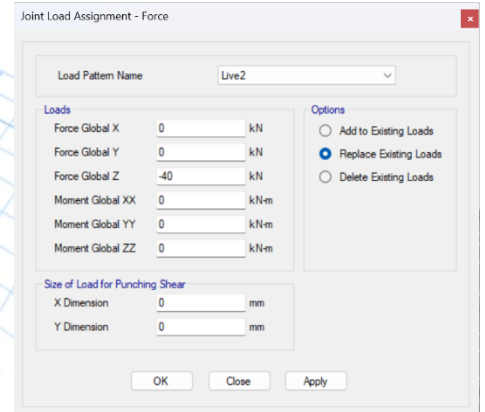 Joint Load Assignment - Force
x
Load Pattern Name Live2
Loads
Force Global X 0 kN
Force Global Y 0 kN
Force Global Z -40 kN
Moment Global XX 0 kN-m
Moment Global YY 0 kN-m
Moment Global ZZ 0 kN-m
Options
Add to Existing Loads
Replace Existing Loads
Delete Existing Loads
Size of Load for Punching Shear
X Dimension 0 mm
Y Dimension 0 mm
OK Close Apply